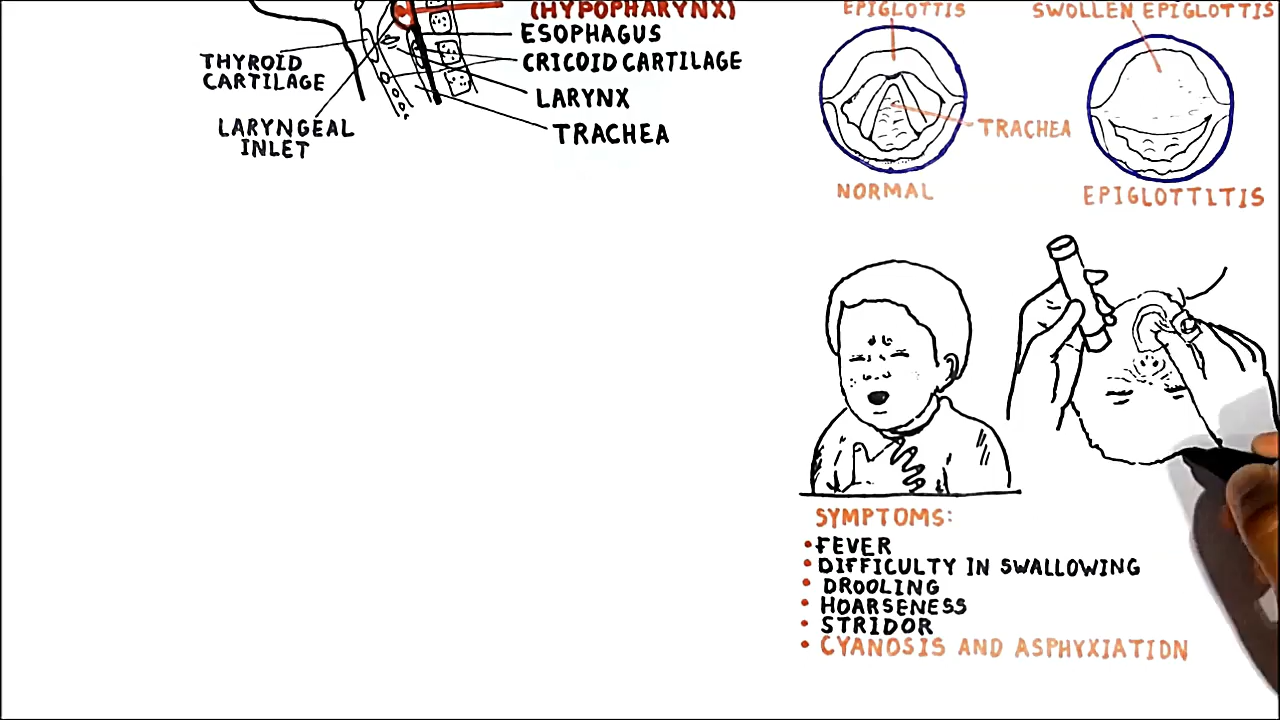 (HYPOPHARYNX)
ESOPHAGUS
THYROID
CARTILAGE
CRICOID CARTILAGE
LARYNX
LARYNGEAL
INLET
TRACHEA
EPIGLOTTIS
SWOLLEN EPIGLOTTIS
TRACHEA
NORMAL
EPIGLOTTITIS
SYMPTOMS:
•FEVER
• DIFFICULTY IN SWALLOWING
• DROOLING
• HOARSENESS
• STRIDOR
• CYANOSIS AND ASPHYXIATION